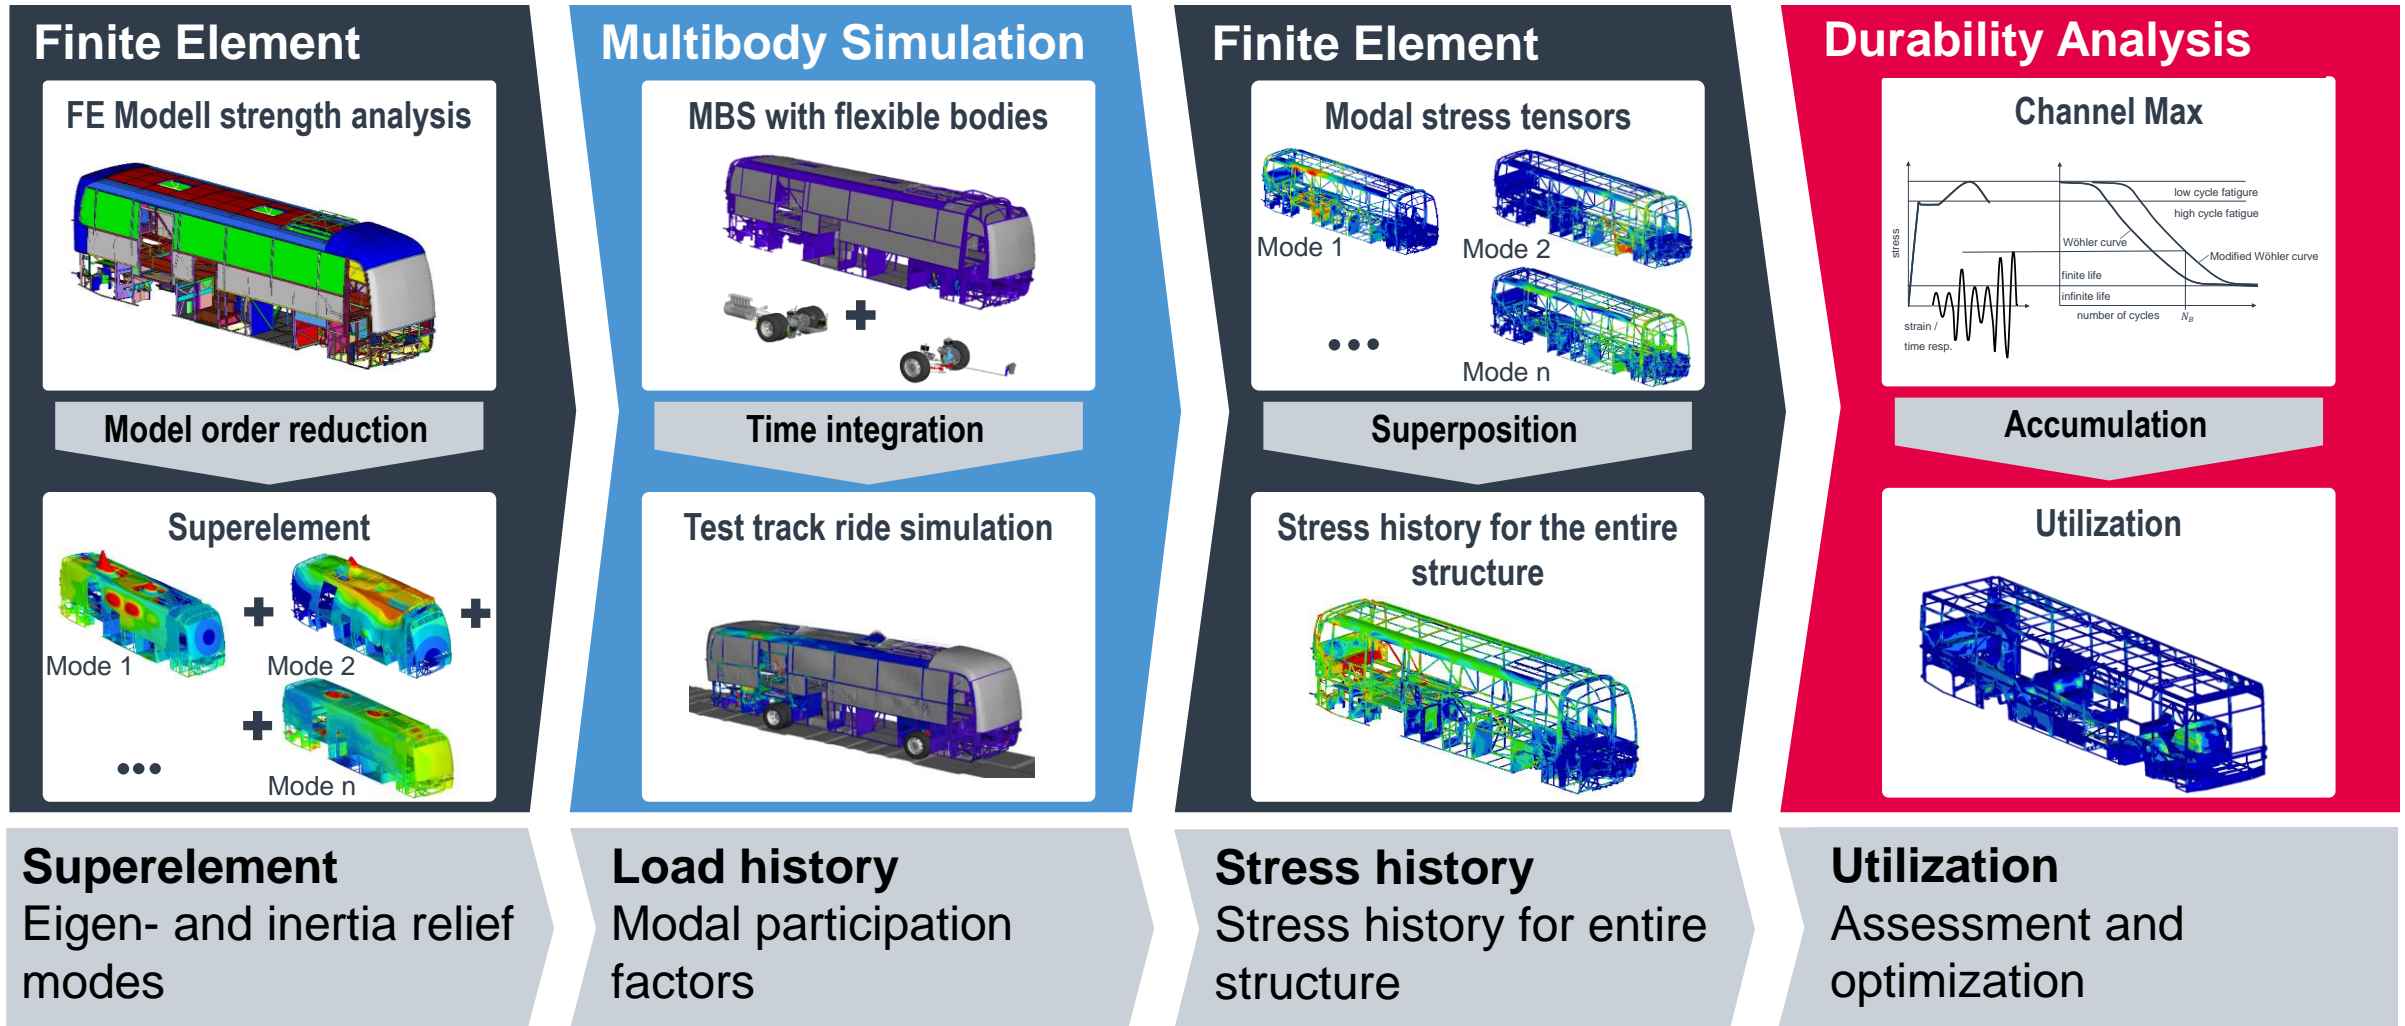 Finite Element
FE Modell strength analysis
Model order reduction
Superelement
Mode 1
Mode 2
Mode n
Superelement
Eigen- and inertia relief
modes
Multibody Simulation
MBS with flexible bodies
Time integration
Test track ride simulation
Load history
Modal participation
factors
Finite Element
Modal stress tensors
Mode 1
Mode 2
Mode n
Superposition
Stress history for the entire
structure
Stress history
Stress history for entire
structure
Durability Analysis
Channel Max
low cycle fatigure
high cycle fatigue
stress
Wöhler curve
Modified Wöhler curve
finite life
infinite life
number of cycles
N_B
strain /
time resp.
Accumulation
Utilization
Utilization
Assessment and
optimization